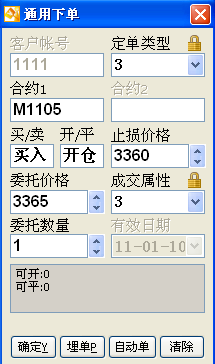 通用下单
客户帐号 定单类型
1111 3
合约1 合约2
M1105
买/卖 开/平 止损价格
买入 开仓 3360
委托价格 成交属性
3365 3
委托数量 有效日期
1 11-01-10
可开:0
可平:0
确定Y 埋单P 自动单 清除